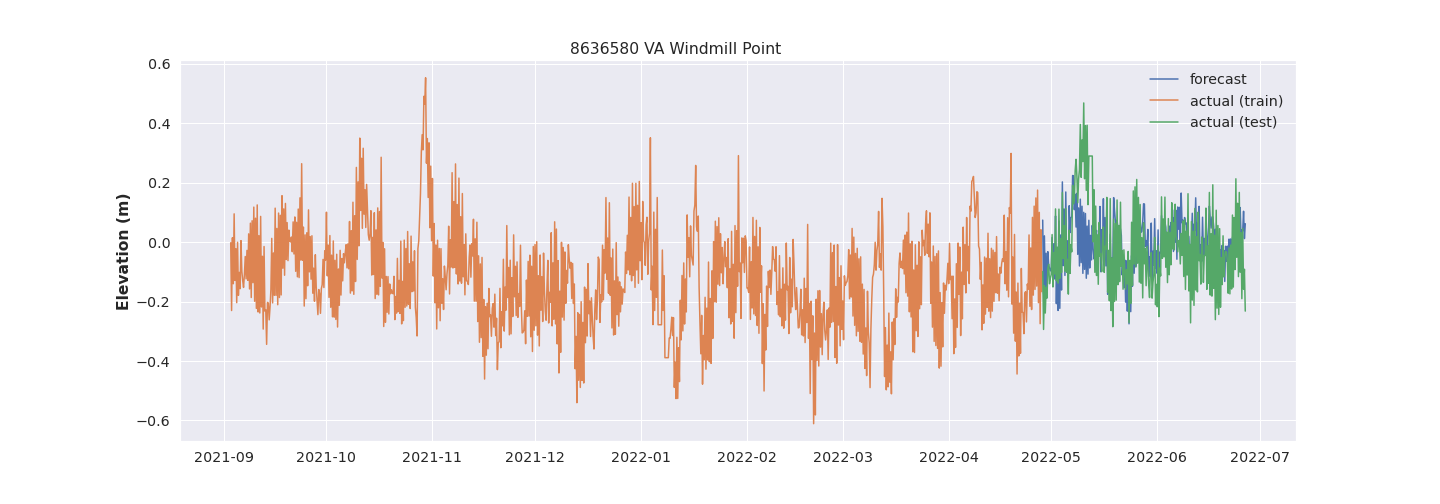 8636580 VA Windmill Point
Elevation (m)
0.6
0.4
0.2
0.0
−0.2
−0.4
−0.6
forecast
actual (train)
actual (test)
2021-09 2021-10 2021-11 2021-12 2022-01 2022-02 2022-03 2022-04 2022-05 2022-06 2022-07